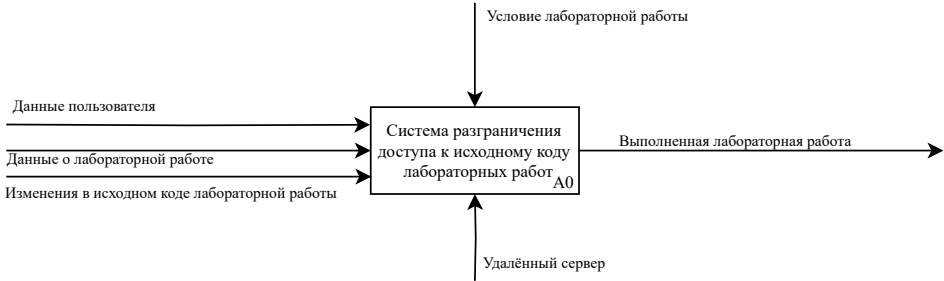 Условие лабораторной работы
Данные пользователя
Система разграничения
доступа к исходному коду
лабораторных работ
A0
Выполненная лабораторная работа
Данные о лабораторной работе
Изменения в исходном коде лабораторной работы
Удалённый сервер